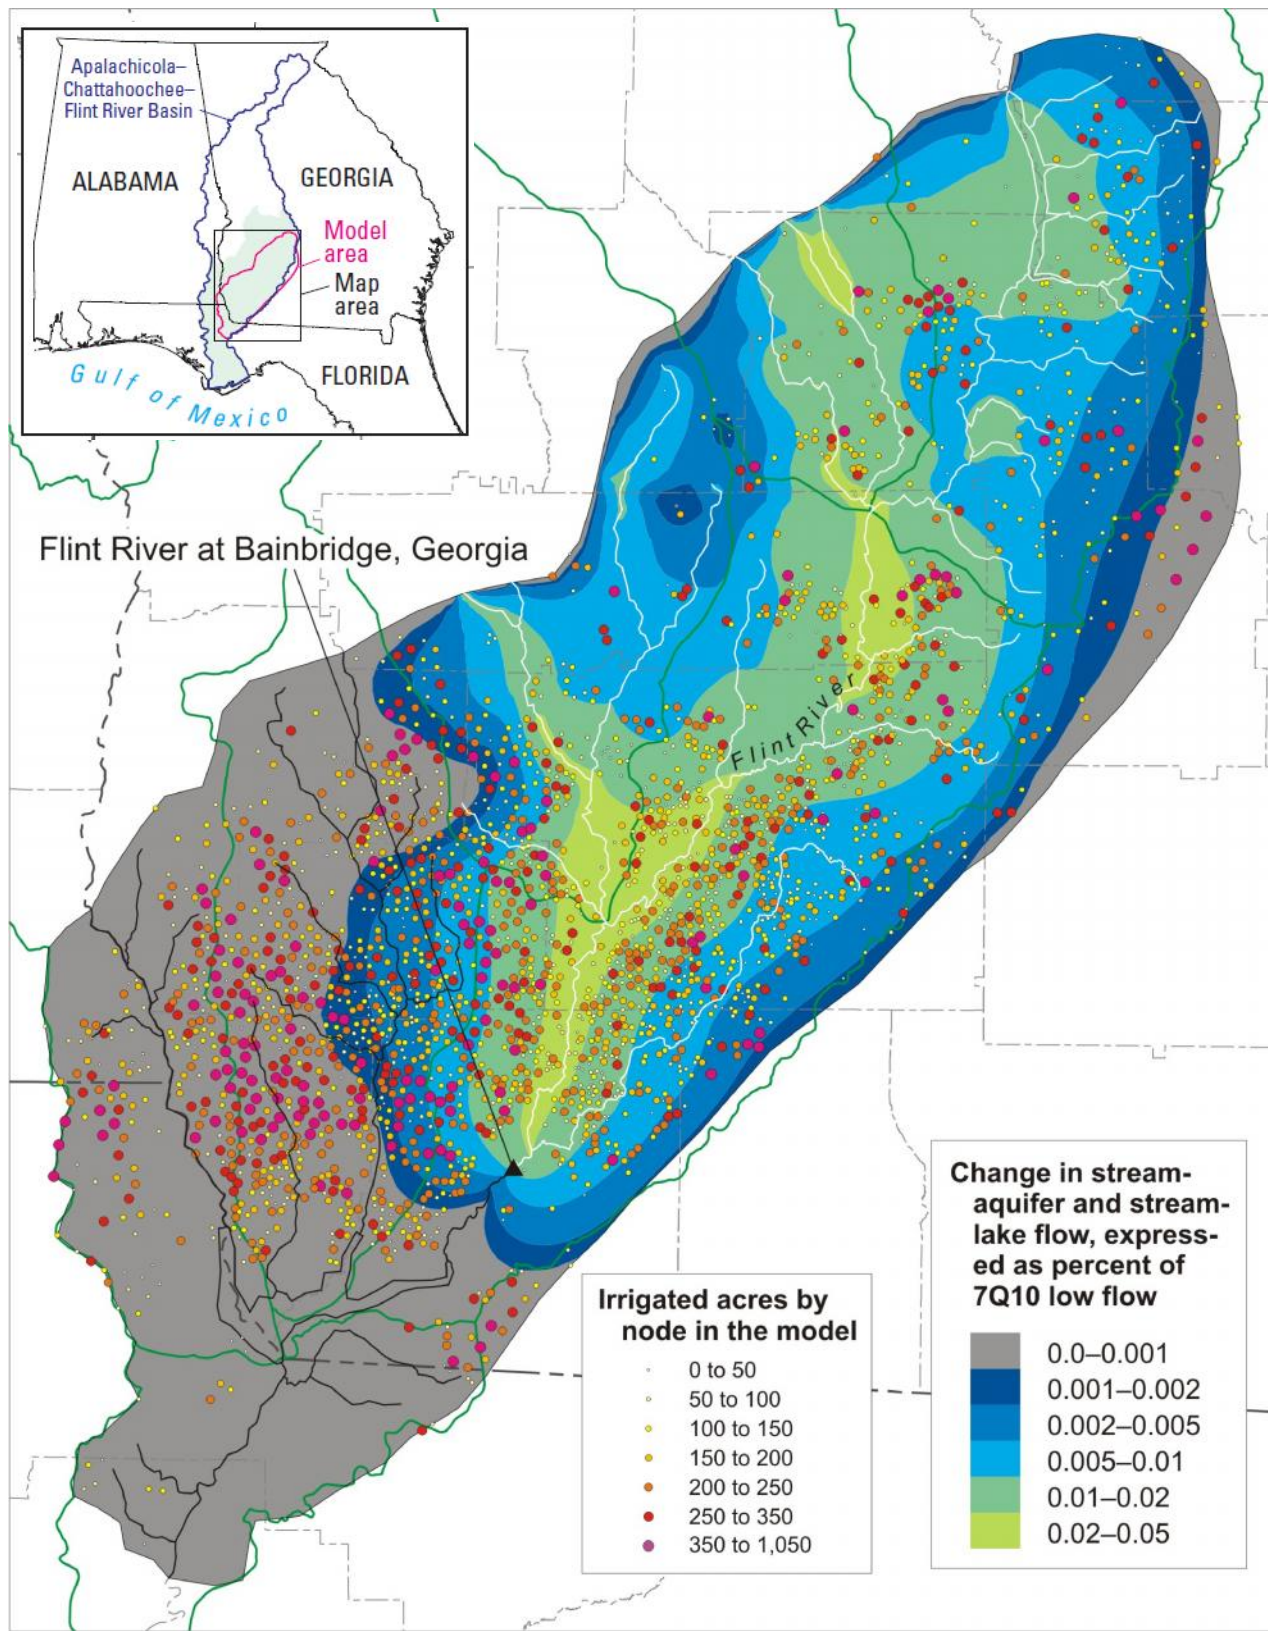 Apalachicola–
Chattahoochee–
Flint River Basin
ALABAMA
GEORGIA
Model
area
Map
area
FLORIDA
Gulf of Mexico
Flint River at Bainbridge, Georgia
Flint River
Irrigated acres by
node in the model
0 to 50
50 to 100
100 to 150
150 to 200
200 to 250
250 to 350
350 to 1,050
Change in stream-
aquifer and stream-
lake flow, express-
ed as percent of
7Q10 low flow
0.0–0.001
0.001–0.002
0.002–0.005
0.005–0.01
0.01–0.02
0.02–0.05